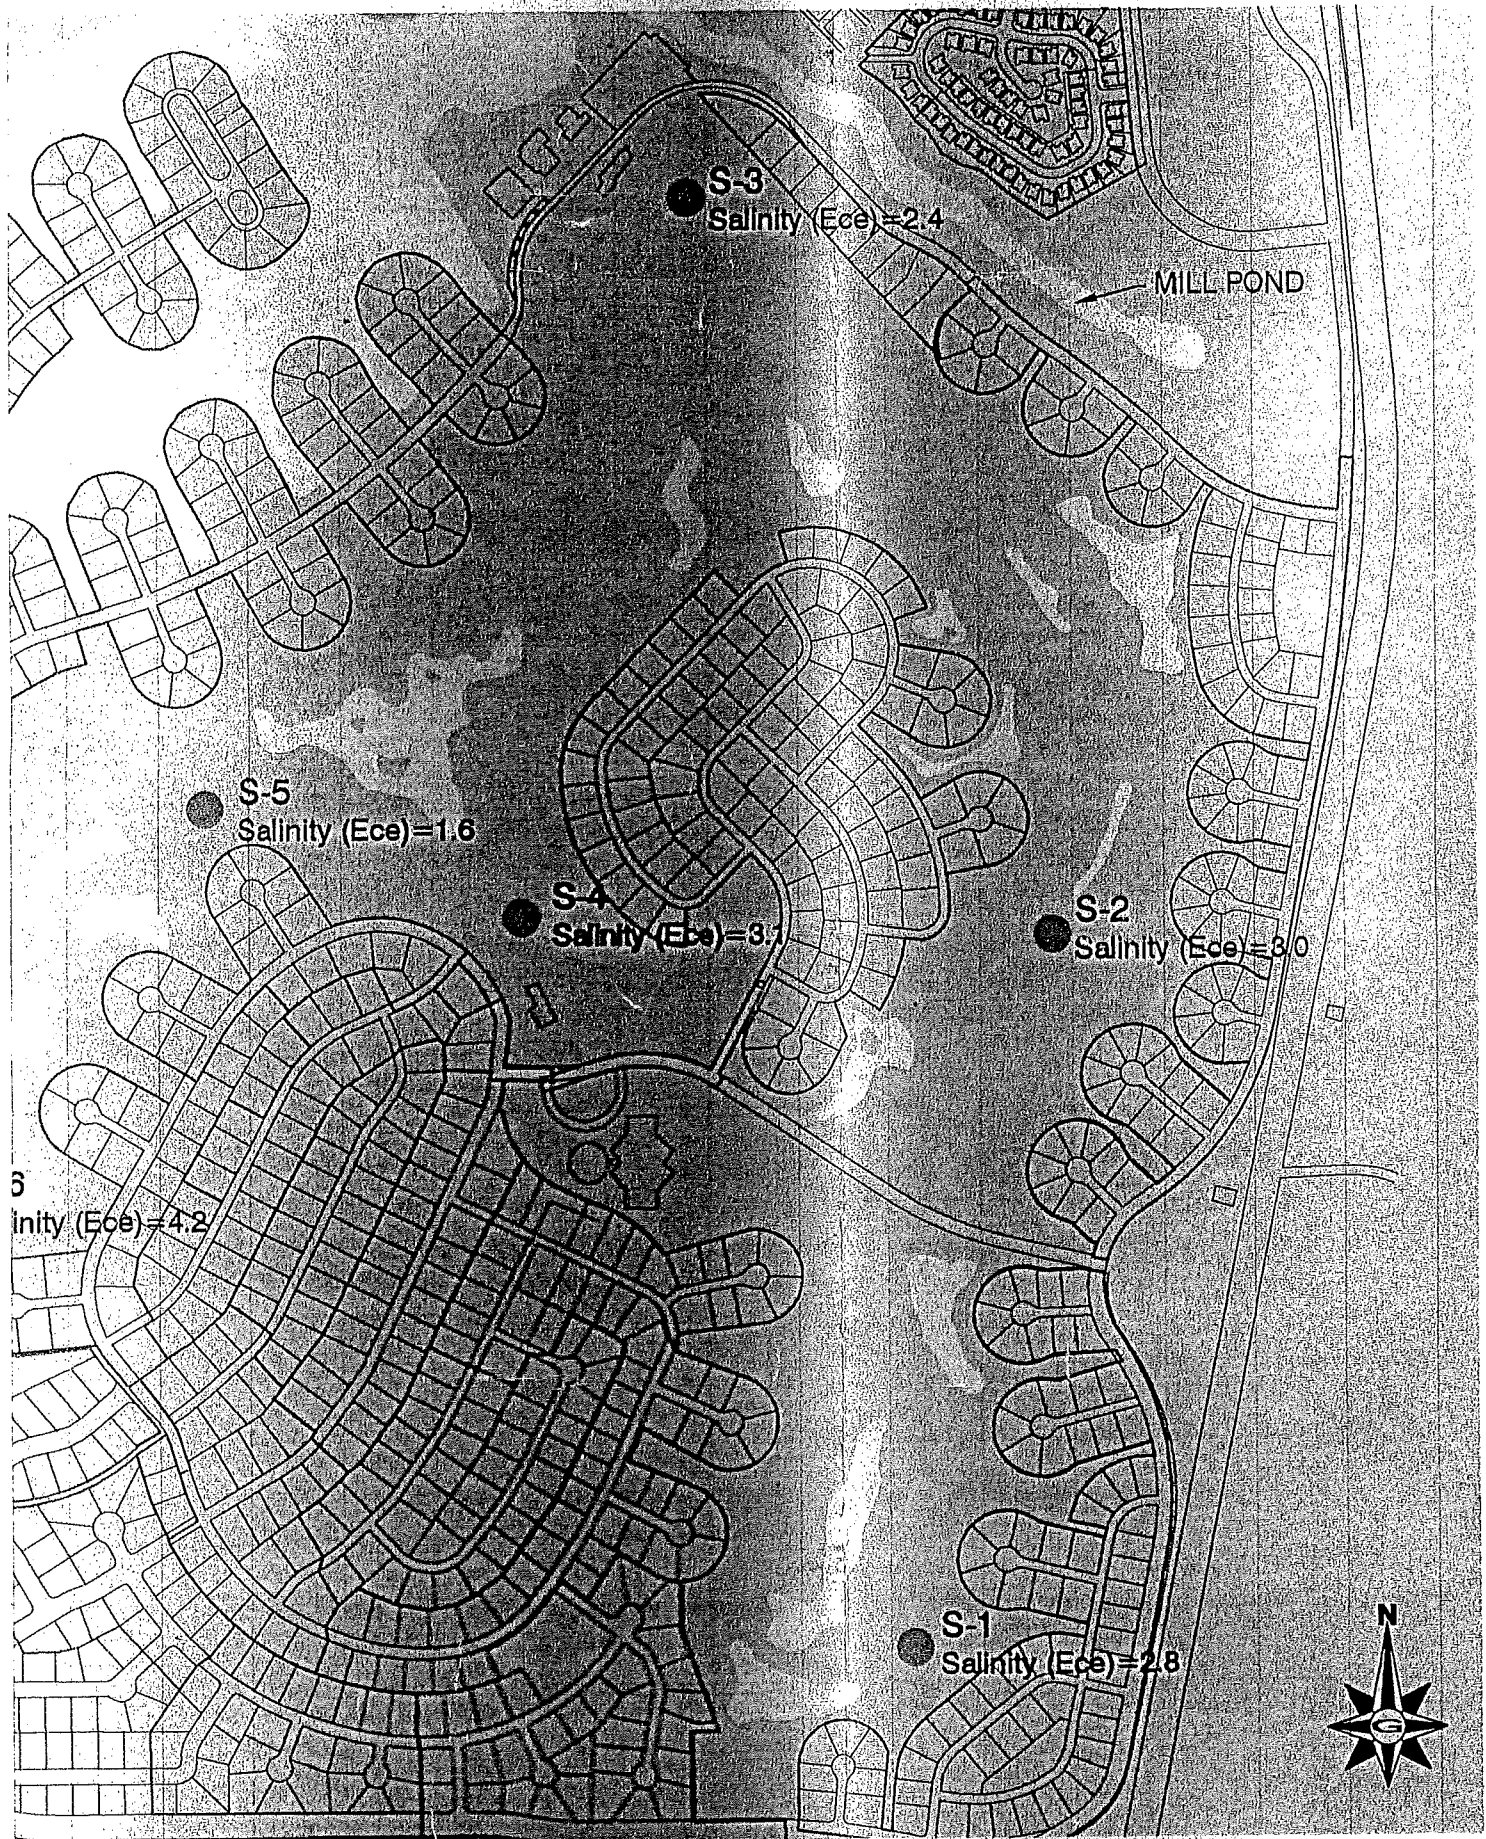 S-3
Salinity (Ece)=2.4
MILL POND
S-5
Salinity (Ece)=1.6
S-4
Salinity (Ece)=3.1
S-2
Salinity (Ece)=3.0
6
inity (Ece)=4.2
S-1
Salinity (Ece)=2.8
N
G